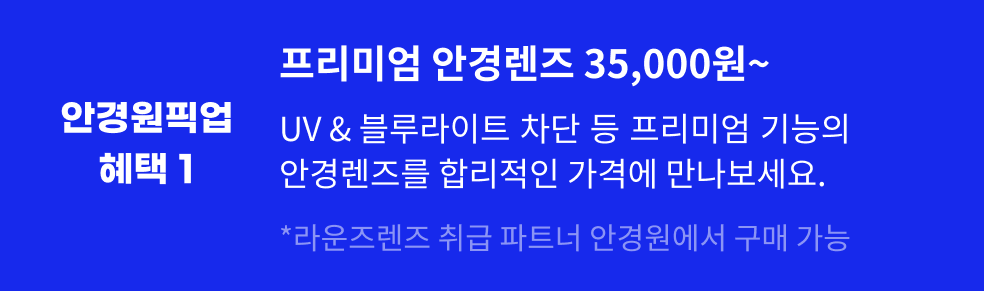 안경원픽업
혜택 1
프리미엄 안경렌즈 35,000원~
UV & 블루라이트 차단 등 프리미엄 기능의
안경렌즈를 합리적인 가격에 만나보세요.
*라운즈렌즈 취급 파트너 안경원에서 구매 가능